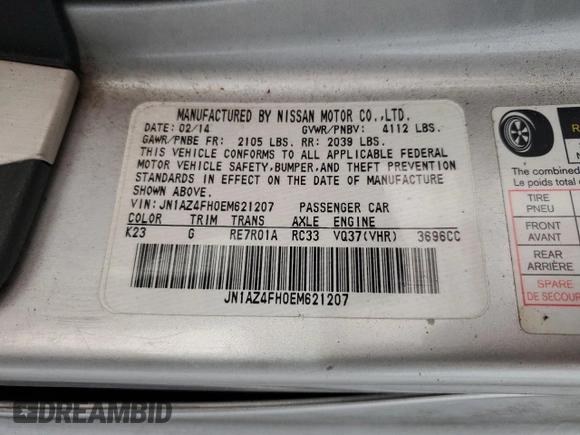 MANUFACTURED BY NISSAN MOTOR CO.,LTD.
DATE: 02/14 GVWR/PNBV: 4112 LBS.
GAWR/PNBE FR: 2105 LBS. RR: 2039 LBS.
THIS VEHICLE CONFORMS TO ALL APPLICABLE FEDERAL
MOTOR VEHICLE SAFETY,BUMPER,AND THEFT PREVENTION
STANDARDS IN EFFECT ON THE DATE OF MANUFACTURE
SHOWN ABOVE.
VIN: JN1AZ4FH0EM621207 PASSENGER CAR
COLOR TRIM TRANS AXLE ENGINE
K23 G RE7R01A RC33 VQ37(VHR) 3696CC
JN1AZ4FH0EM621207
The combined
Le poids total
TIRE
PNEU
FRONT
AVANT
REAR
ARRIÈRE
SPARE
DE SECOUR
DREAMBID